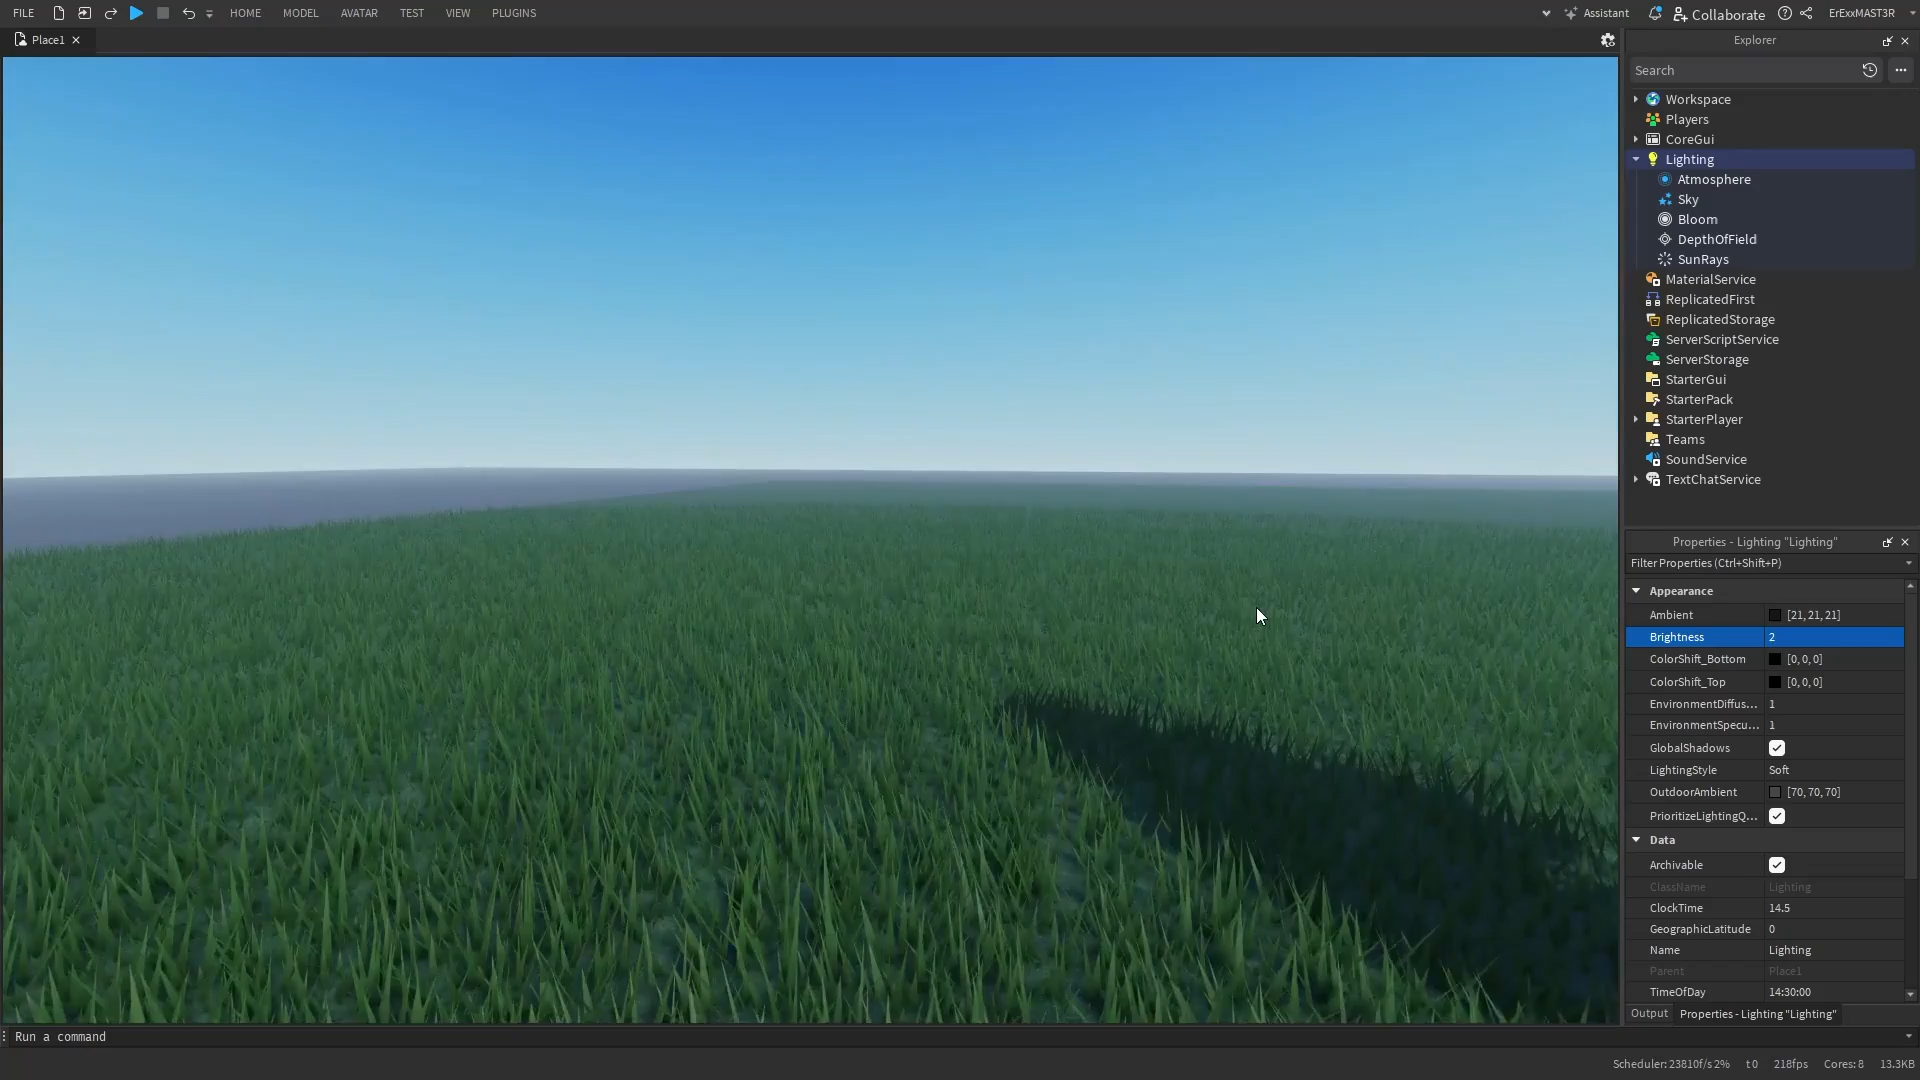 FILE HOME MODEL AVATAR TEST VIEW PLUGINS Assistant Collaborate ErExxMAST3R
Place1
Explorer
Search
Workspace
Players
CoreGui
Lighting
Atmosphere
Sky
Bloom
DepthOfField
SunRays
MaterialService
ReplicatedFirst
ReplicatedStorage
ServerScriptService
ServerStorage
StarterGui
StarterPack
StarterPlayer
Teams
SoundService
TextChatService
Properties - Lighting "Lighting"
Filter Properties (Ctrl+Shift+P)
Appearance
Ambient [21, 21, 21]
Brightness 2
ColorShift_Bottom [0, 0, 0]
ColorShift_Top [0, 0, 0]
EnvironmentDiffus... 1
EnvironmentSpecu... 1
GlobalShadows
LightingStyle Soft
OutdoorAmbient [70, 70, 70]
PrioritizeLightingQ...
Data
Archivable
ClassName Lighting
ClockTime 14.5
GeographicLatitude 0
Name Lighting
Parent Place1
TimeOfDay 14:30:00
Output Properties - Lighting "Lighting"
Run a command
Scheduler: 23810f/s 2% t 0 218fps Cores: 8 13.3KB